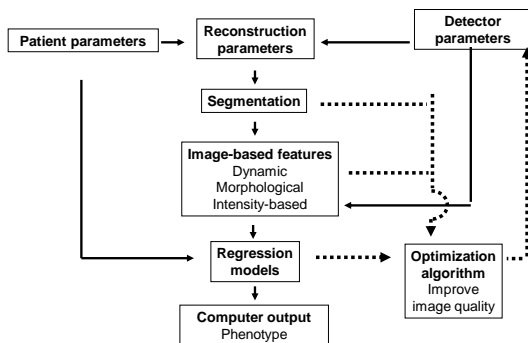 Patient parameters
Reconstruction
parameters
Detector
parameters
Segmentation
Image-based features
Dynamic
Morphological
Intensity-based
Regression
models
Optimization
algorithm
Improve
image quality
Computer output
Phenotype